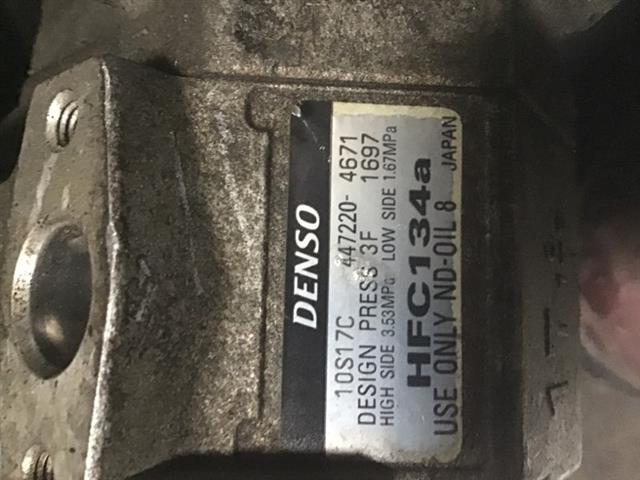 DENSO
10S17C 447220-4671
DESIGN PRESS 3F 1697
HIGH SIDE 3.53MPa LOW SIDE 1.67MPa
HFC134a
USE ONLY ND-OIL 8 JAPAN